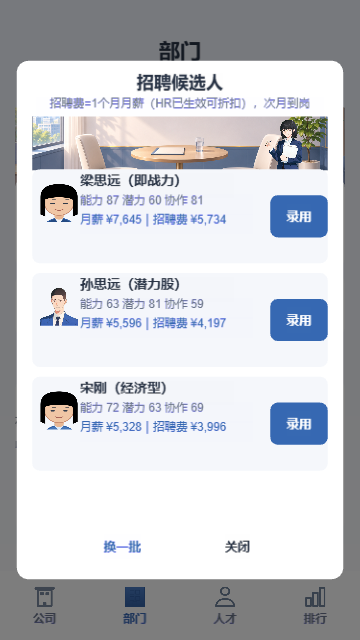 部门
招聘候选人
招聘费=1个月月薪（HR已生效可折扣），次月到岗
梁思远（即战力）
能力 87 潜力 60 协作 81
月薪 ¥7,645 | 招聘费 ¥5,734
录用
孙思远（潜力股）
能力 63 潜力 81 协作 59
月薪 ¥5,596 | 招聘费 ¥4,197
录用
宋刚（经济型）
能力 72 潜力 63 协作 69
月薪 ¥5,328 | 招聘费 ¥3,996
录用
换一批 关闭
公司 部门 人才 排行